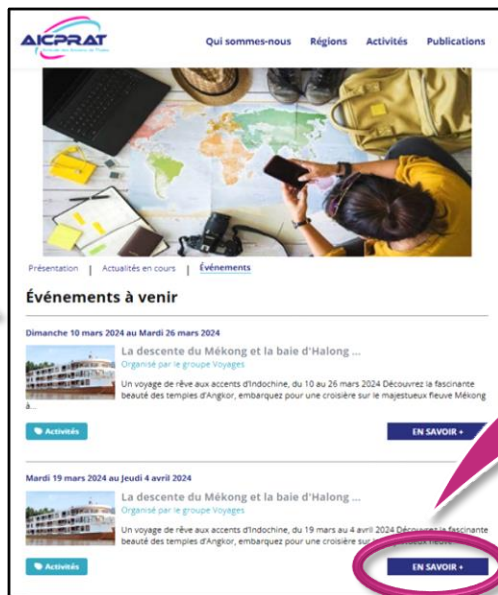 AICPRAT
Qui sommes-nous Régions Activités Publications
Présentation | Actualités en cours | Événements
Événements à venir
Dimanche 10 mars 2024 au Mardi 26 mars 2024
La descente du Mékong et la baie d'Halong ...
Organisé par le groupe Voyages
Un voyage de rêve aux accents d'Indochine, du 10 au 26 mars 2024 Découvrez la fascinante
beauté des temples d'Angkor, embarquez pour une croisière sur le majestueux fleuve Mékong
à...
Activités
EN SAVOIR +
Mardi 19 mars 2024 au Jeudi 4 avril 2024
La descente du Mékong et la baie d'Halong ...
Organisé par le groupe Voyages
Un voyage de rêve aux accents d'Indochine, du 19 mars au 4 avril 2024 Découvrez la fascinante
beauté des temples d'Angkor, embarquez pour une croisière sur
Activités
EN SAVOIR +